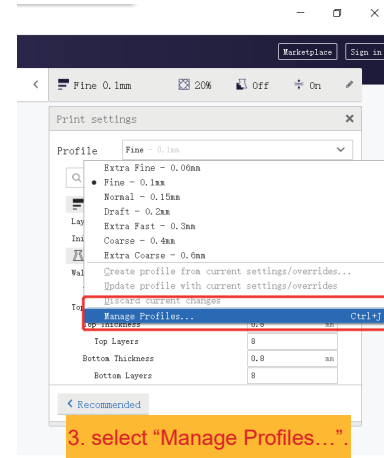 Marketplace
Sign in
Fine 0.1mm
20%
Off
On
Print settings
Profile
Fine - 0.1mm
Extra Fine - 0.06mm
Fine - 0.1mm
Normal - 0.15mm
Draft - 0.2mm
Extra Fast - 0.3mm
Coarse - 0.4mm
Extra Coarse - 0.6mm
Create profile from current settings/overrides...
Update profile with current settings/overrides
Discard current changes
Manage Profiles... Ctrl+J
Lay
Ini
Wal
Top
Top Thickness 0.8 mm
Top Layers 8
Bottom Thickness 0.8 mm
Bottom Layers 8
Recommended
3. select “Manage Profiles…”.